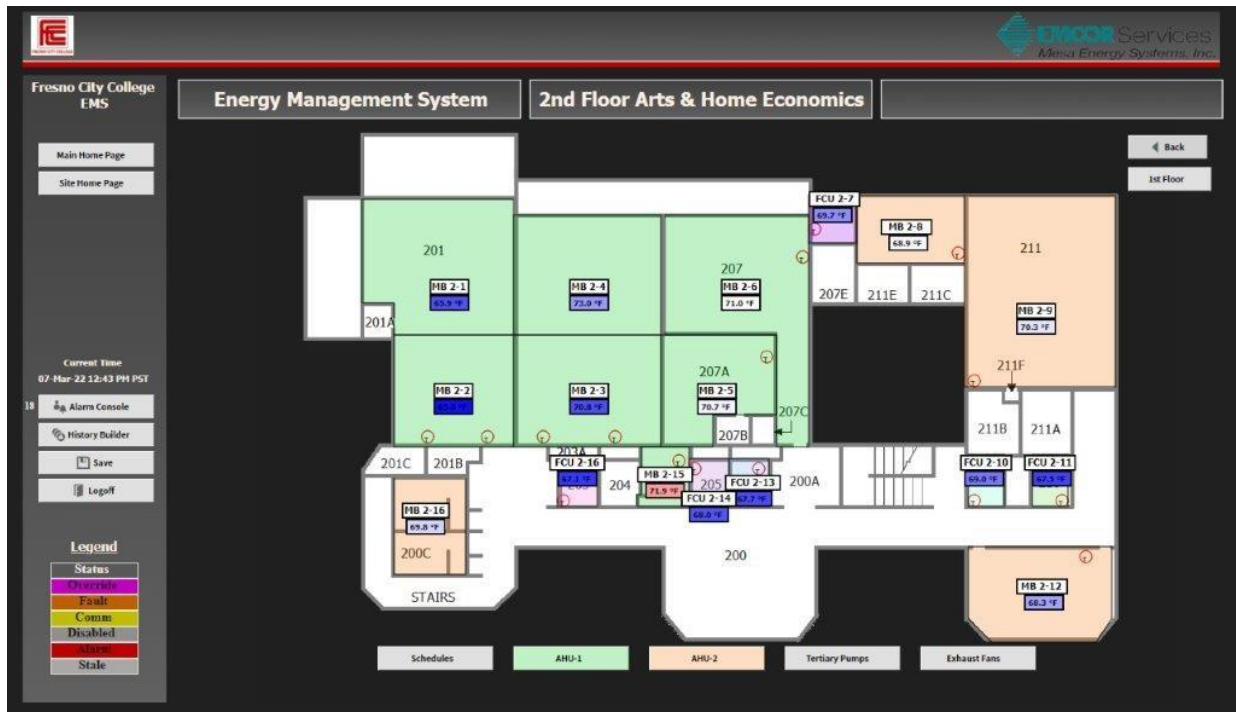 FRESNO CITY COLLEGE
EMCOR Services
Mesa Energy Systems, Inc.
Fresno City College
EMS
Energy Management System
2nd Floor Arts & Home Economics
Main Home Page
Site Home Page
Back
1st Floor
FCU 2-7
69.7 °F
MB 2-8
68.9 °F
201
207
211
MB 2-1
65.9 °F
MB 2-4
73.0 °F
MB 2-6
71.0 °F
207E
211E
211C
MB 2-9
70.3 °F
201A
Current Time
07-Mar-22 12:43 PM PST
18
Alarm Console
History Builder
Save
Logoff
207A
211F
MB 2-2
MB 2-3
70.8 °F
MB 2-5
70.7 °F
207C
207B
211B
211A
201C
201B
203A
FCU 2-16
67.1 °F
204
MB 2-15
71.9 °F
205
FCU 2-13
67.7 °F
FCU 2-14
68.0 °F
200A
FCU 2-10
69.0 °F
FCU 2-11
67.5 °F
MB 2-16
69.8 °F
200C
200
STAIRS
MB 2-12
68.3 °F
Legend
Status
Override
Fault
Comm
Disabled
Alarm
Stale
Schedules
AHU-1
AHU-2
Tertiary Pumps
Exhaust Fans